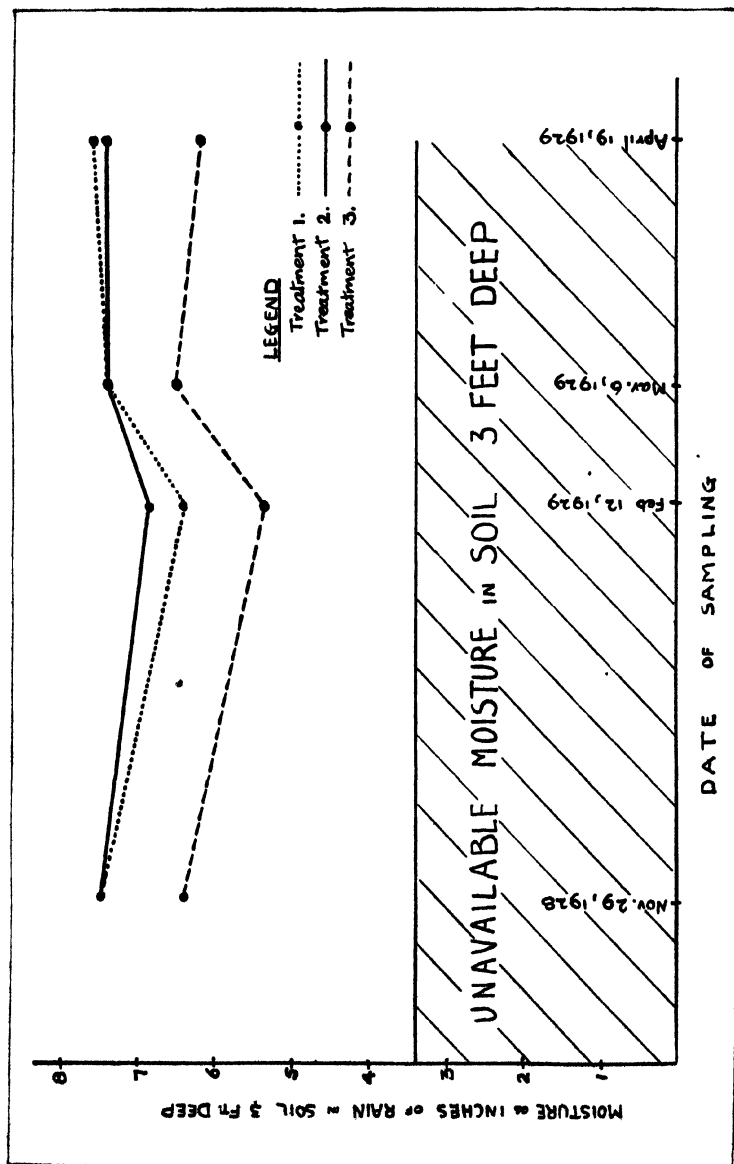 MOISTURE as INCHES OF RAIN in SOIL 3 Ft. DEEP
8
7
6
5
4
3
2
1
LEGEND
Treatment 1.
Treatment 2.
Treatment 3.
UNAVAILABLE MOISTURE IN SOIL 3 FEET DEEP
Nov. 29, 1928
Feb 12, 1929
Mar. 6, 1929
April 19, 1929
DATE OF SAMPLING